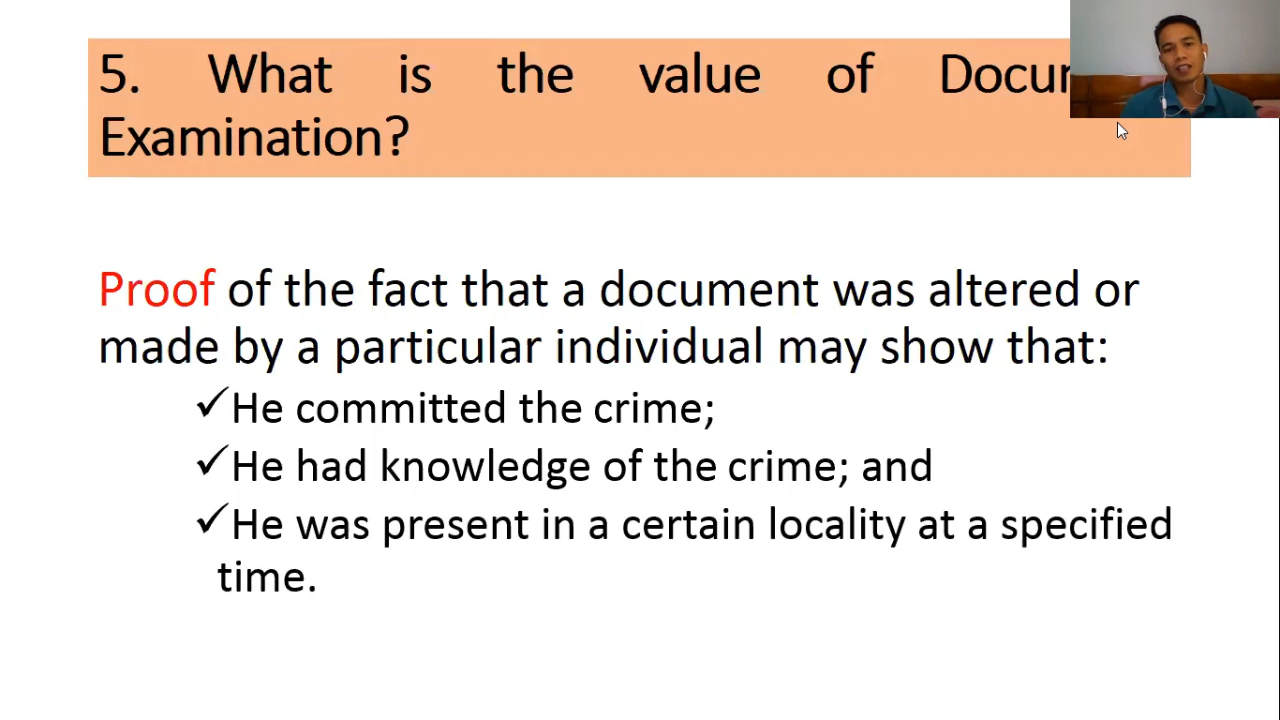 5. What is the value of
Examination?
Proof of the fact that a document was altered or
made by a particular individual may show that:
✓He committed the crime;
✓He had knowledge of the crime; and
✓He was present in a certain locality at a specified
time.